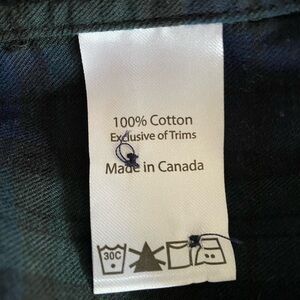 100% Cotton
Exclusive of Trims
Made in Canada
30C